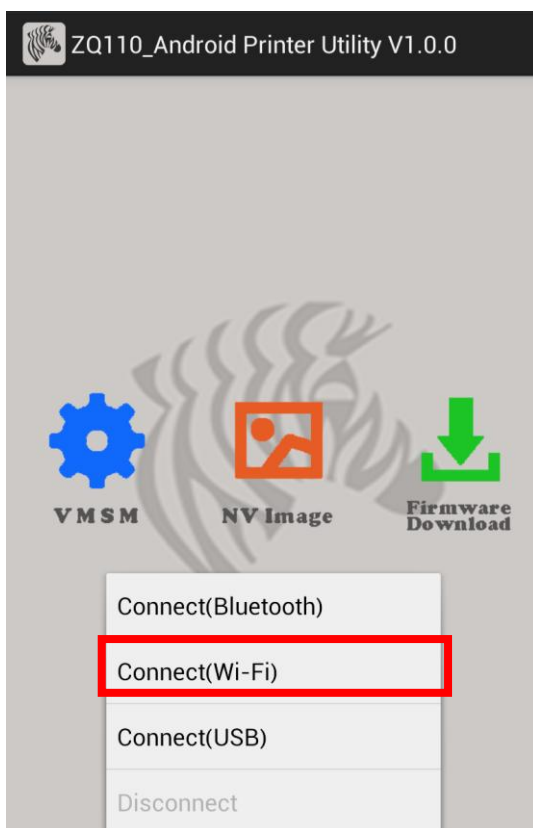 ZQ110_Android Printer Utility V1.0.0
VMSM
NV Image
Firmware
Download
Connect(Bluetooth)
Connect(Wi-Fi)
Connect(USB)
Disconnect